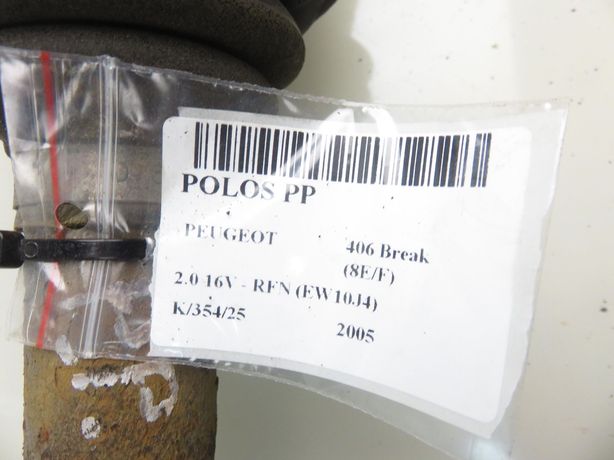 POLOS PP
PEUGEOT 406 Break
(8E/F)
2.0 16V - RFN (EW10J4)
K/354/25
2005